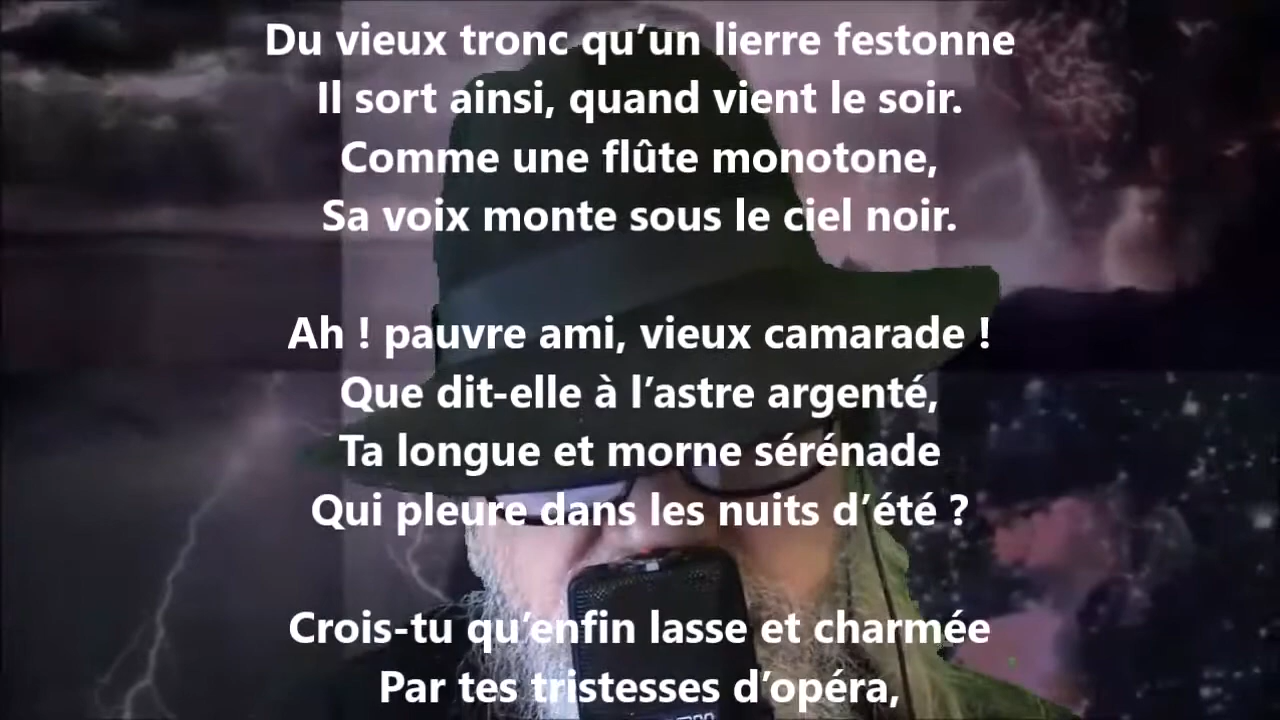 Du vieux tronc qu’un lierre festonne
Il sort ainsi, quand vient le soir.
Comme une flûte monotone,
Sa voix monte sous le ciel noir.
Ah ! pauvre ami, vieux camarade !
Que dit-elle à l’astre argenté,
Ta longue et morne sérénade
Qui pleure dans les nuits d’été ?
Crois-tu qu’enfin lasse et charmée
Par tes tristesses d’opéra,